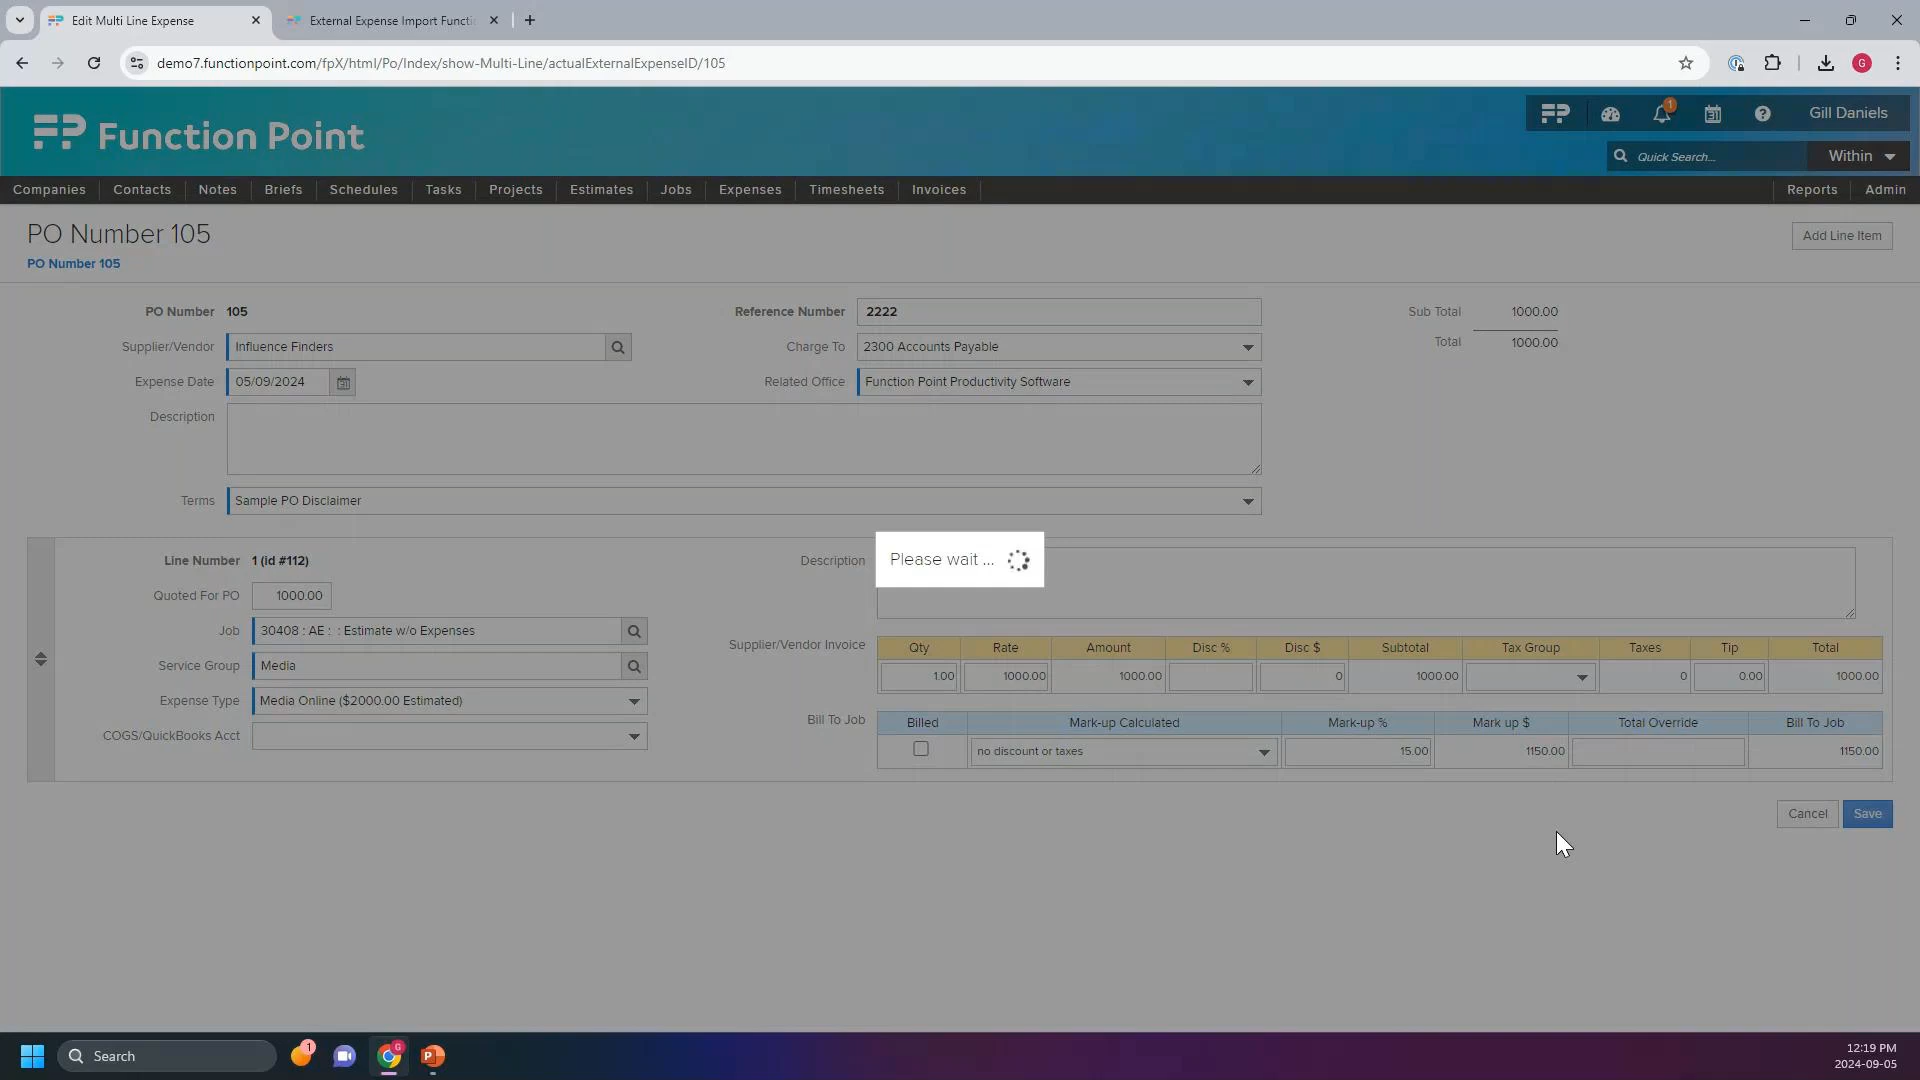 Edit Multi Line Expense
External Expense Import Functi
demo7.functionpoint.com/fpX/html/Po/Index/show-Multi-Line/actualExternalExpenseID/105
G
FP Function Point
FP
1
31
?
Gill Daniels
Quick Search...
Within
Companies
Contacts
Notes
Briefs
Schedules
Tasks
Projects
Estimates
Jobs
Expenses
Timesheets
Invoices
Reports
Admin
PO Number 105
PO Number 105
Add Line Item
PO Number 105
Reference Number 2222
Sub Total 1000.00
Supplier/Vendor Influence Finders
Charge To 2300 Accounts Payable
Total 1000.00
Expense Date 05/09/2024
Related Office Function Point Productivity Software
Description
Terms Sample PO Disclaimer
Line Number 1 (id #112)
Description
Please wait ...
Quoted For PO 1000.00
Job 30408 : AE : : Estimate w/o Expenses
Service Group Media
Expense Type Media Online ($2000.00 Estimated)
COGS/QuickBooks Acct
Supplier/Vendor Invoice
Qty Rate Amount Disc % Disc $ Subtotal Tax Group Taxes Tip Total
1.00 1000.00 1000.00 0 1000.00 0 0.00 1000.00
Bill To Job
Billed Mark-up Calculated Mark-up % Mark up $ Total Override Bill To Job
no discount or taxes 15.00 1150.00 1150.00
Cancel
Save
Search
1
G
P
12:19 PM
2024-09-05